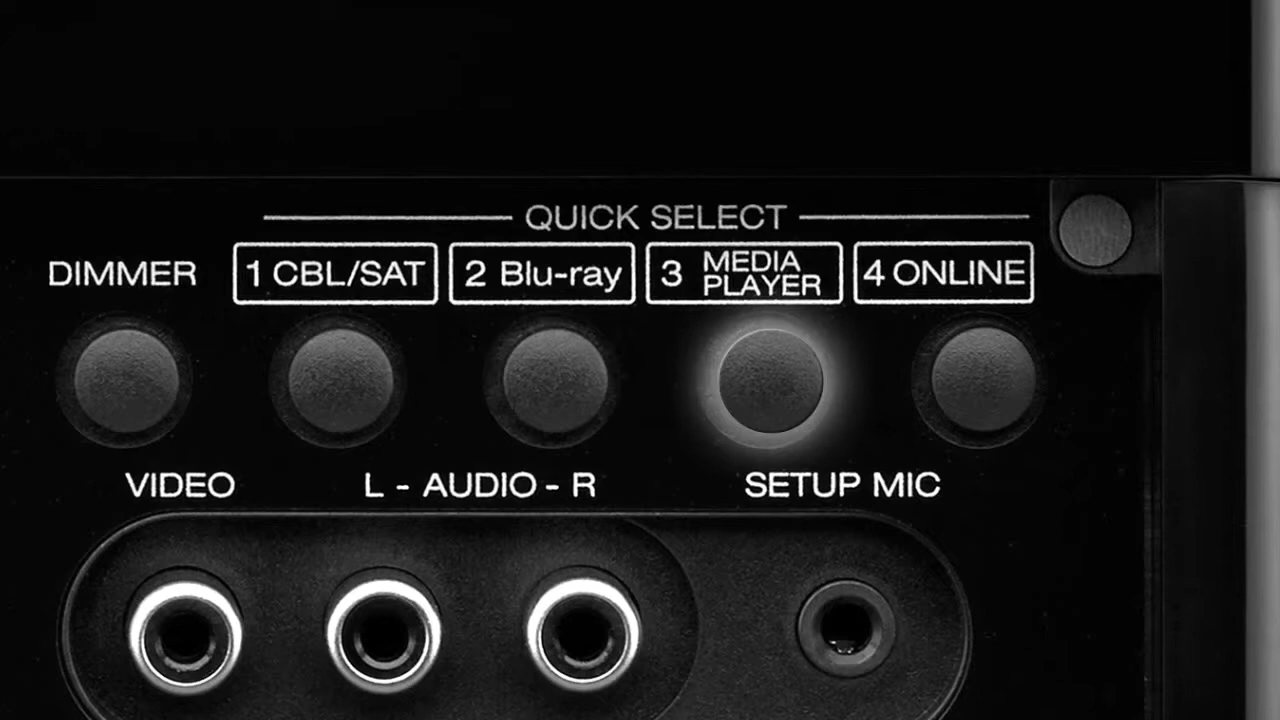 QUICK SELECT
DIMMER
1 CBL/SAT
2 Blu-ray
3 MEDIA
PLAYER
4 ONLINE
VIDEO
L - AUDIO - R
SETUP MIC